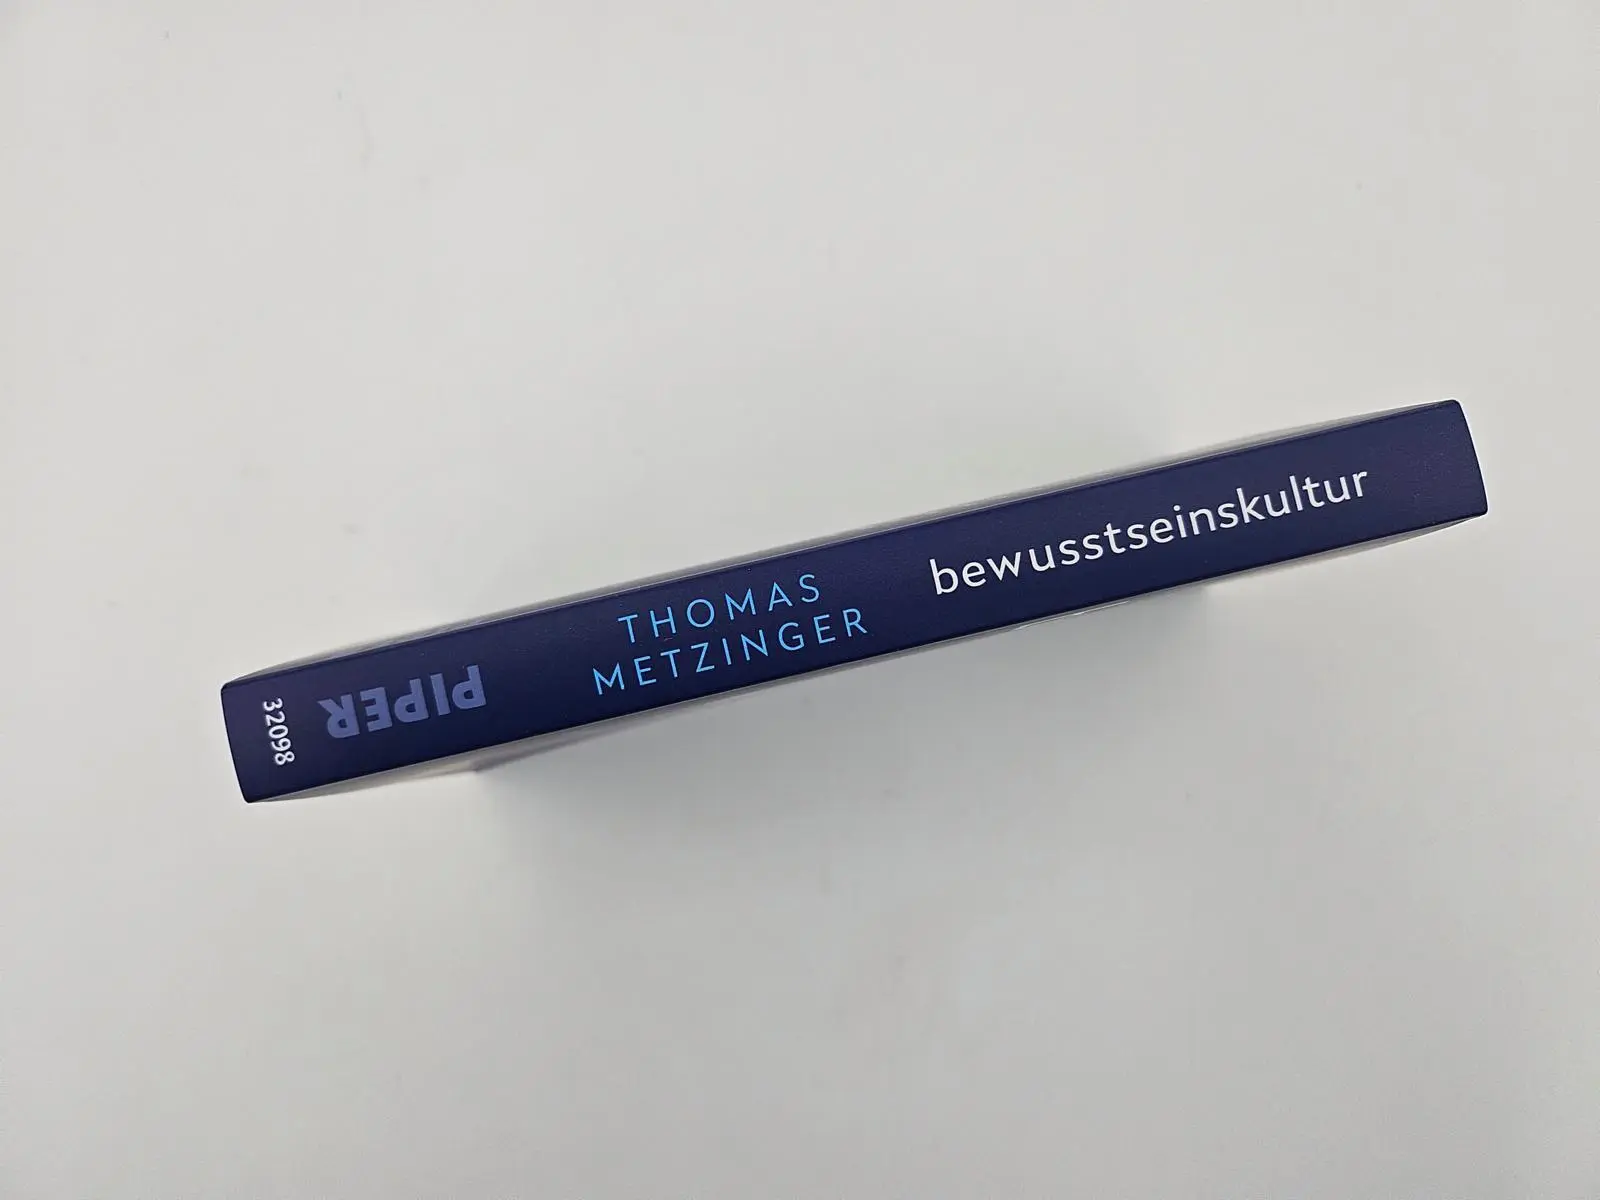 bewusstseinskultur
THOMAS
METZINGER
PIPER
32098